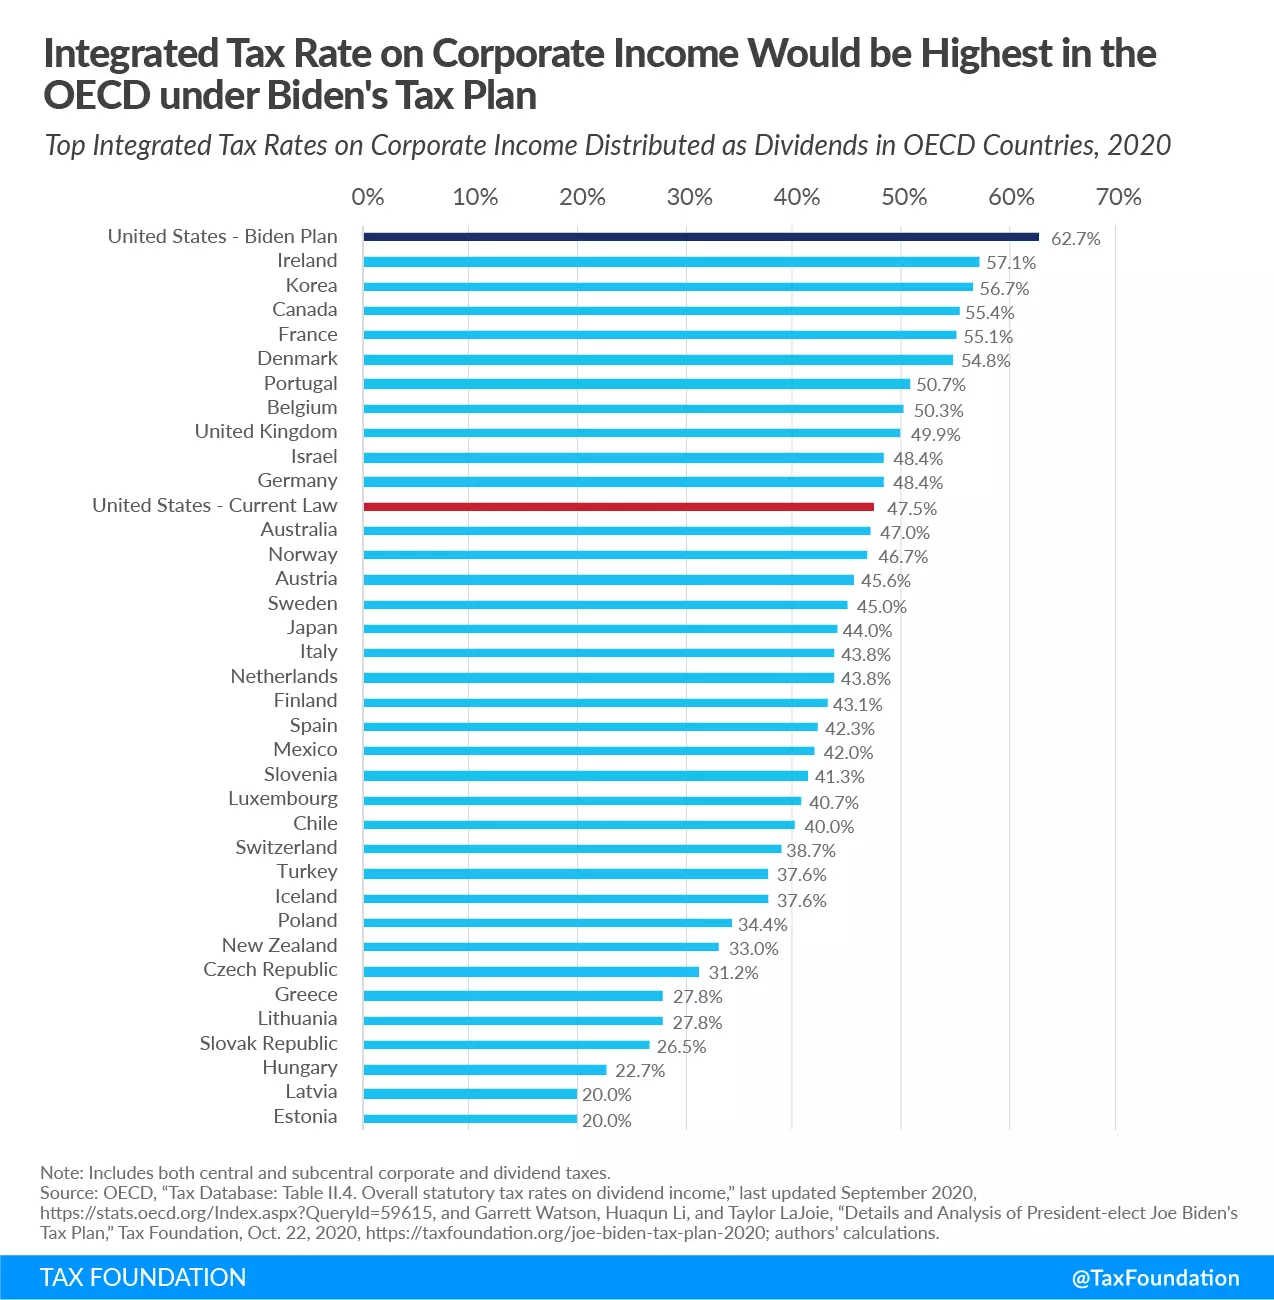 Integrated Tax Rate on Corporate Income Would be Highest in the
OECD under Biden's Tax Plan
Top Integrated Tax Rates on Corporate Income Distributed as Dividends in OECD Countries, 2020
0% 10% 20% 30% 40% 50% 60% 70%
United States - Biden Plan 62.7%
Ireland 57.1%
Korea 56.7%
Canada 55.4%
France 55.1%
Denmark 54.8%
Portugal 50.7%
Belgium 50.3%
United Kingdom 49.9%
Israel 48.4%
Germany 48.4%
United States - Current Law 47.5%
Australia 47.0%
Norway 46.7%
Austria 45.6%
Sweden 45.0%
Japan 44.0%
Italy 43.8%
Netherlands 43.8%
Finland 43.1%
Spain 42.3%
Mexico 42.0%
Slovenia 41.3%
Luxembourg 40.7%
Chile 40.0%
Switzerland 38.7%
Turkey 37.6%
Iceland 37.6%
Poland 34.4%
New Zealand 33.0%
Czech Republic 31.2%
Greece 27.8%
Lithuania 27.8%
Slovak Republic 26.5%
Hungary 22.7%
Latvia 20.0%
Estonia 20.0%
Note: Includes both central and subcentral corporate and dividend taxes.
Source: OECD, “Tax Database: Table II.4. Overall statutory tax rates on dividend income,” last updated September 2020,
https://stats.oecd.org/Index.aspx?QueryId=59615, and Garrett Watson, Huaqun Li, and Taylor LaJoie, “Details and Analysis of President-elect Joe Biden’s
Tax Plan,” Tax Foundation, Oct. 22, 2020, https://taxfoundation.org/joe-biden-tax-plan-2020; authors’ calculations.
TAX FOUNDATION @TaxFoundation